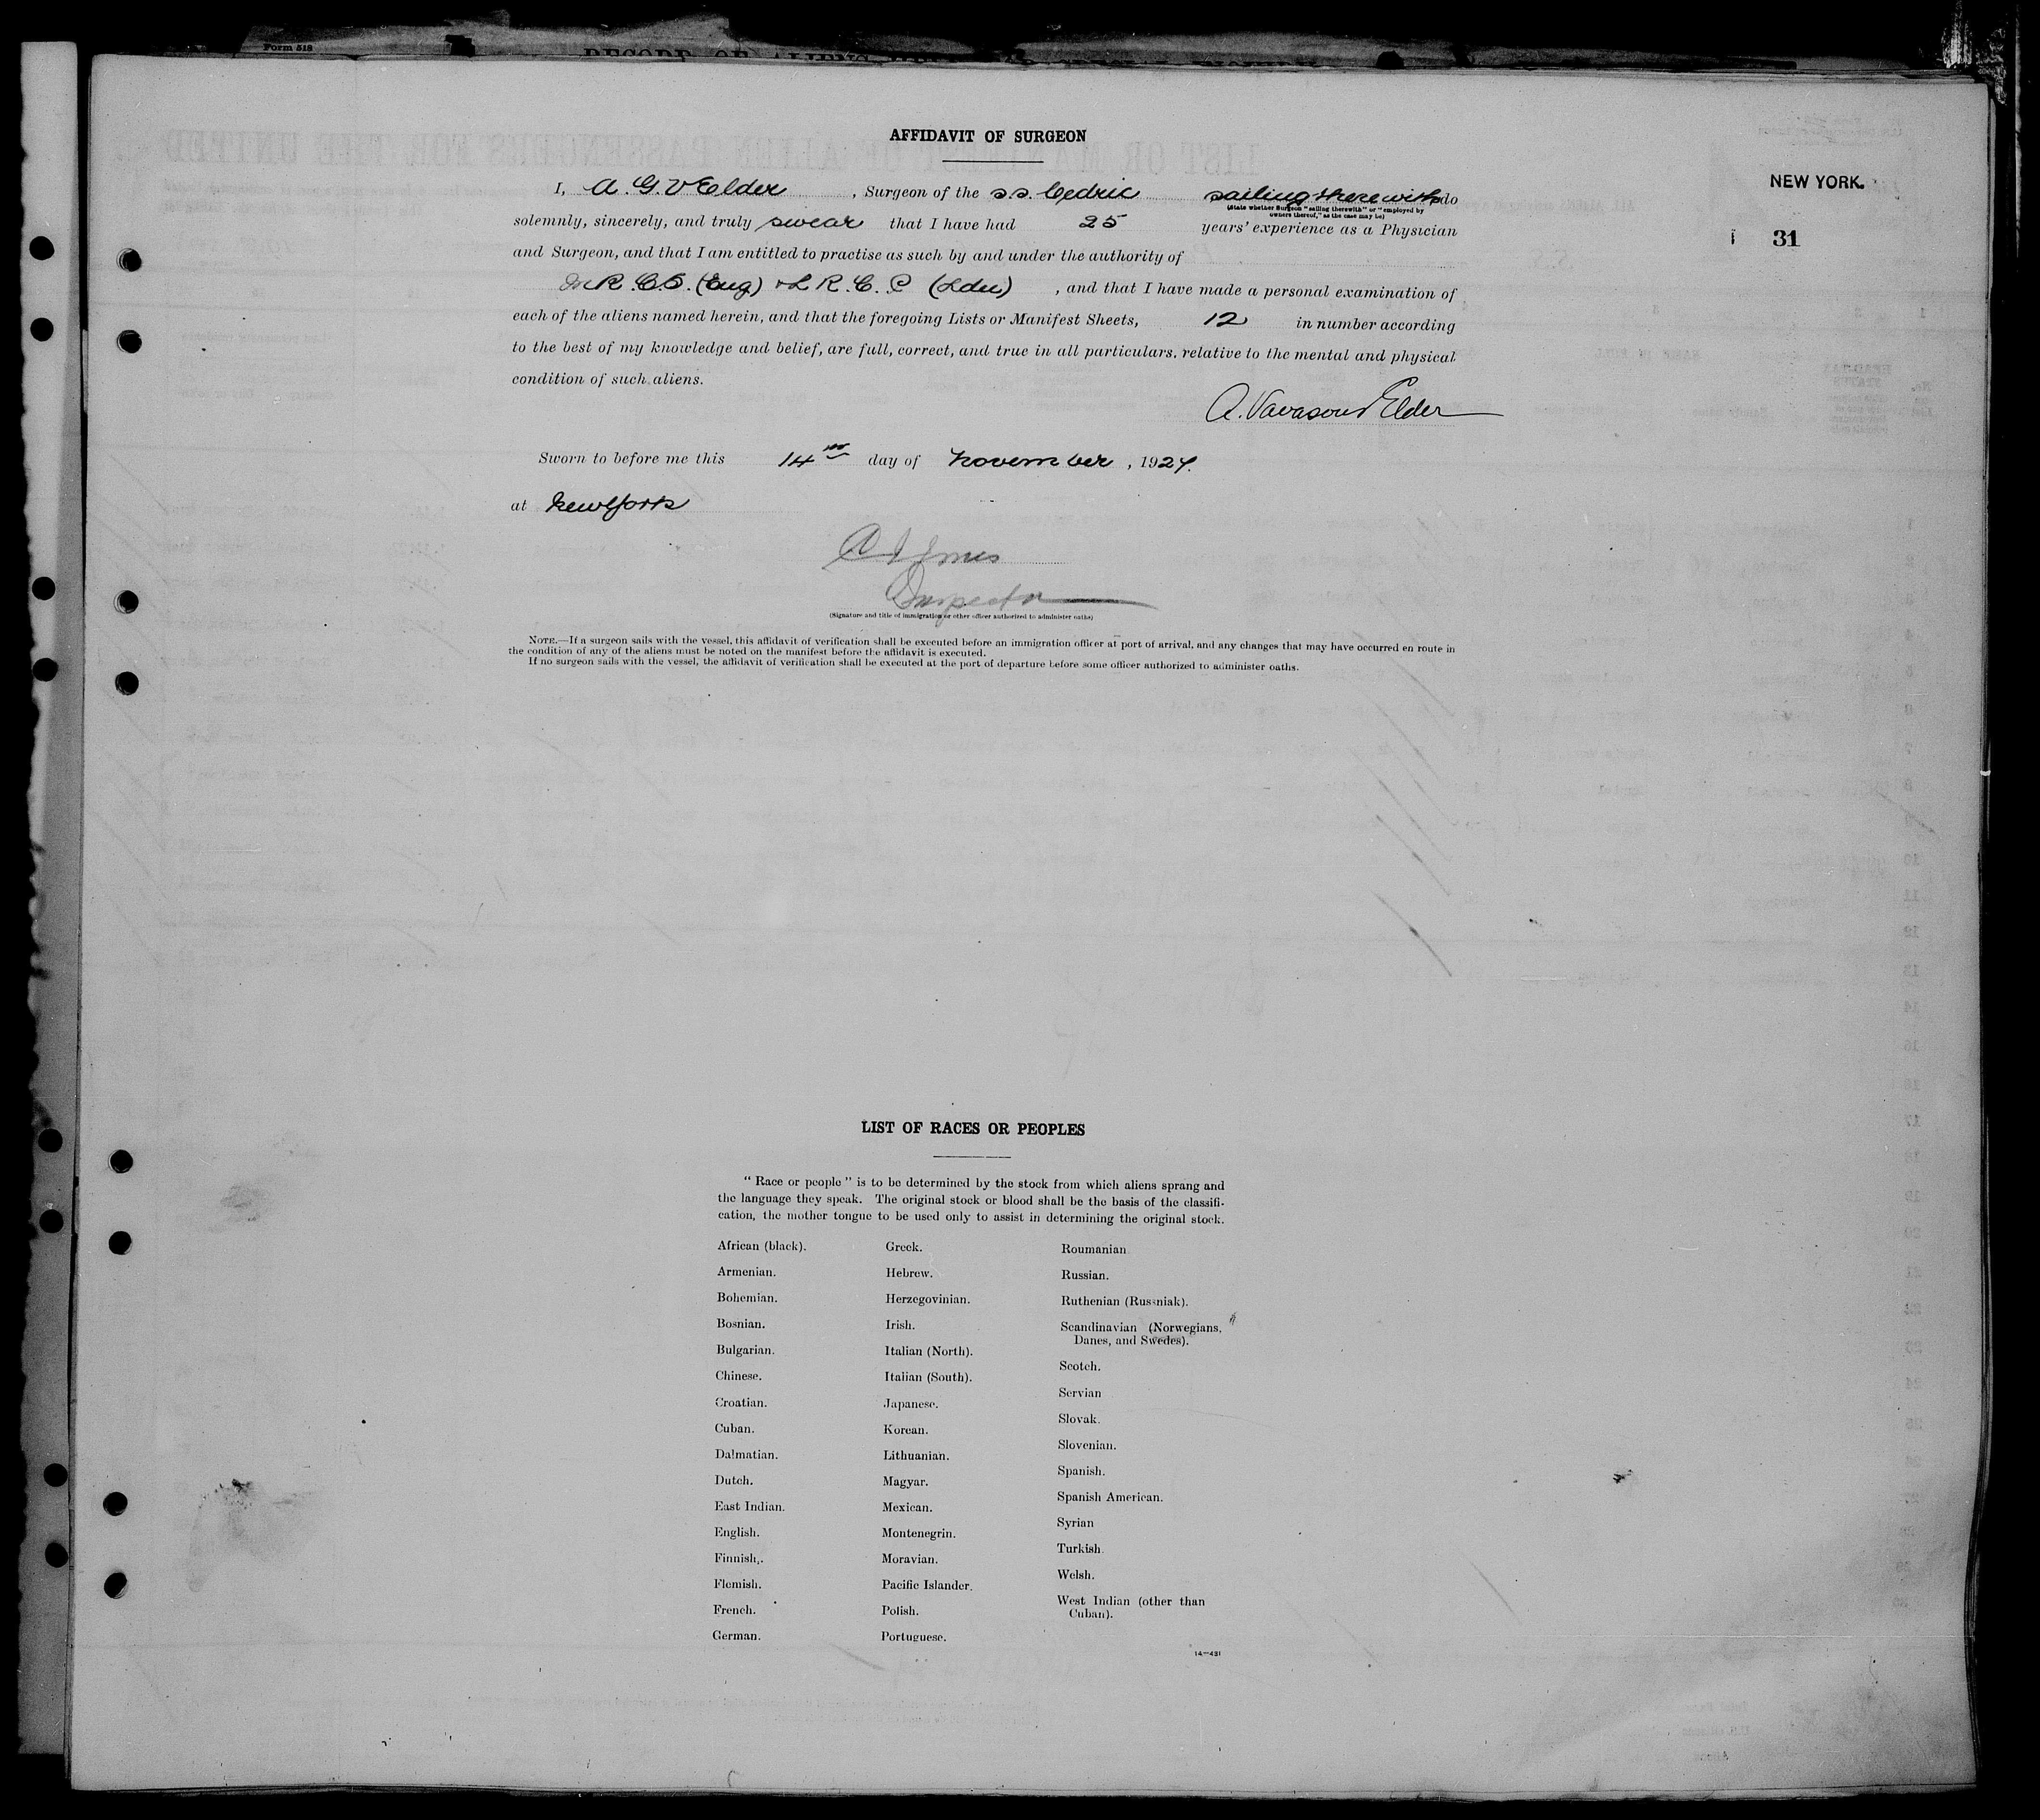 Form 518
AFFIDAVIT OF SURGEON
NEW YORK.
31
I, A. G. V Elder , Surgeon of the s.s. Cedric sailing therewith do
(State whether Surgeon "sailing therewith" or "employed by
owners thereof," as the case may be)
solemnly, sincerely, and truly swear that I have had 25 years' experience as a Physician
and Surgeon, and that I am entitled to practise as such by and under the authority of
M R. C. S. (Eng) & L R. C. P (Ldn) , and that I have made a personal examination of
each of the aliens named herein, and that the foregoing Lists or Manifest Sheets, 12 in number according
to the best of my knowledge and belief, are full, correct, and true in all particulars, relative to the mental and physical
condition of such aliens.
A. Vavasour Elder
Sworn to before me this 14th day of November , 1924.
at New York
Inspector
(Signature and title of immigration or other officer authorized to administer oaths)
NOTE.—If a surgeon sails with the vessel, this affidavit of verification shall be executed before an immigration officer at port of arrival, and any changes that may have occurred en route in
the condition of any of the aliens must be noted on the manifest before the affidavit is executed.
If no surgeon sails with the vessel, the affidavit of verification shall be executed at the port of departure before some officer authorized to administer oaths.
LIST OF RACES OR PEOPLES
"Race or people" is to be determined by the stock from which aliens sprang and
the language they speak. The original stock or blood shall be the basis of the classifi-
cation, the mother tongue to be used only to assist in determining the original stock.
African (black).
Armenian.
Bohemian.
Bosnian.
Bulgarian.
Chinese.
Croatian.
Cuban.
Dalmatian.
Dutch.
East Indian.
English.
Finnish.
Flemish.
French.
German.
Greek.
Hebrew.
Herzegovinian.
Irish.
Italian (North).
Italian (South).
Japanese.
Korean.
Lithuanian.
Magyar.
Mexican.
Montenegrin.
Moravian.
Pacific Islander.
Polish.
Portuguese.
Roumanian
Russian.
Ruthenian (Russniak).
Scandinavian (Norwegians,
Danes, and Swedes).
Scotch.
Servian
Slovak.
Slovenian.
Spanish.
Spanish American.
Syrian
Turkish.
Welsh.
West Indian (other than
Cuban).
14—431